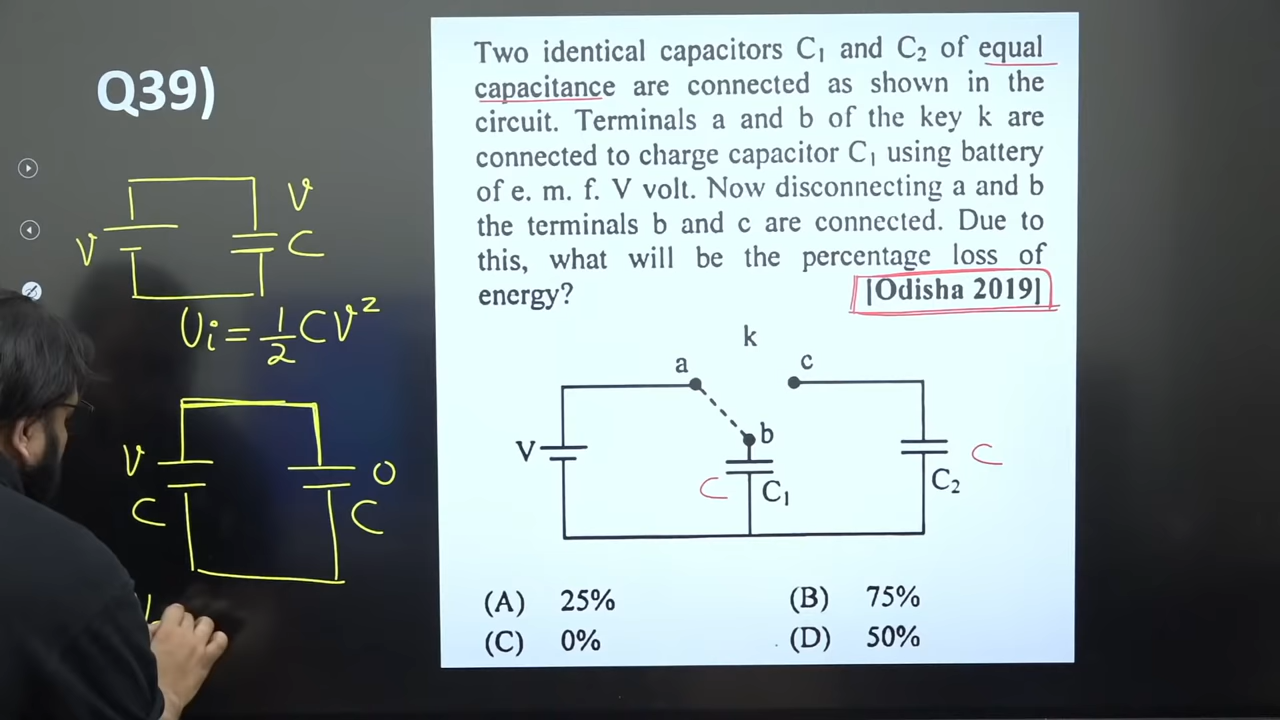 Q39)
V
V
C
Ui = 1/2 CV²
V
C
0
C
Two identical capacitors C₁ and C₂ of equal
capacitance are connected as shown in the
circuit. Terminals a and b of the key k are
connected to charge capacitor C₁ using battery
of e. m. f. V volt. Now disconnecting a and b
the terminals b and c are connected. Due to
this, what will be the percentage loss of
energy?
[Odisha 2019]
k
a
c
b
V
C
C₁
C
C₂
(A) 25% (B) 75%
(C) 0% (D) 50%